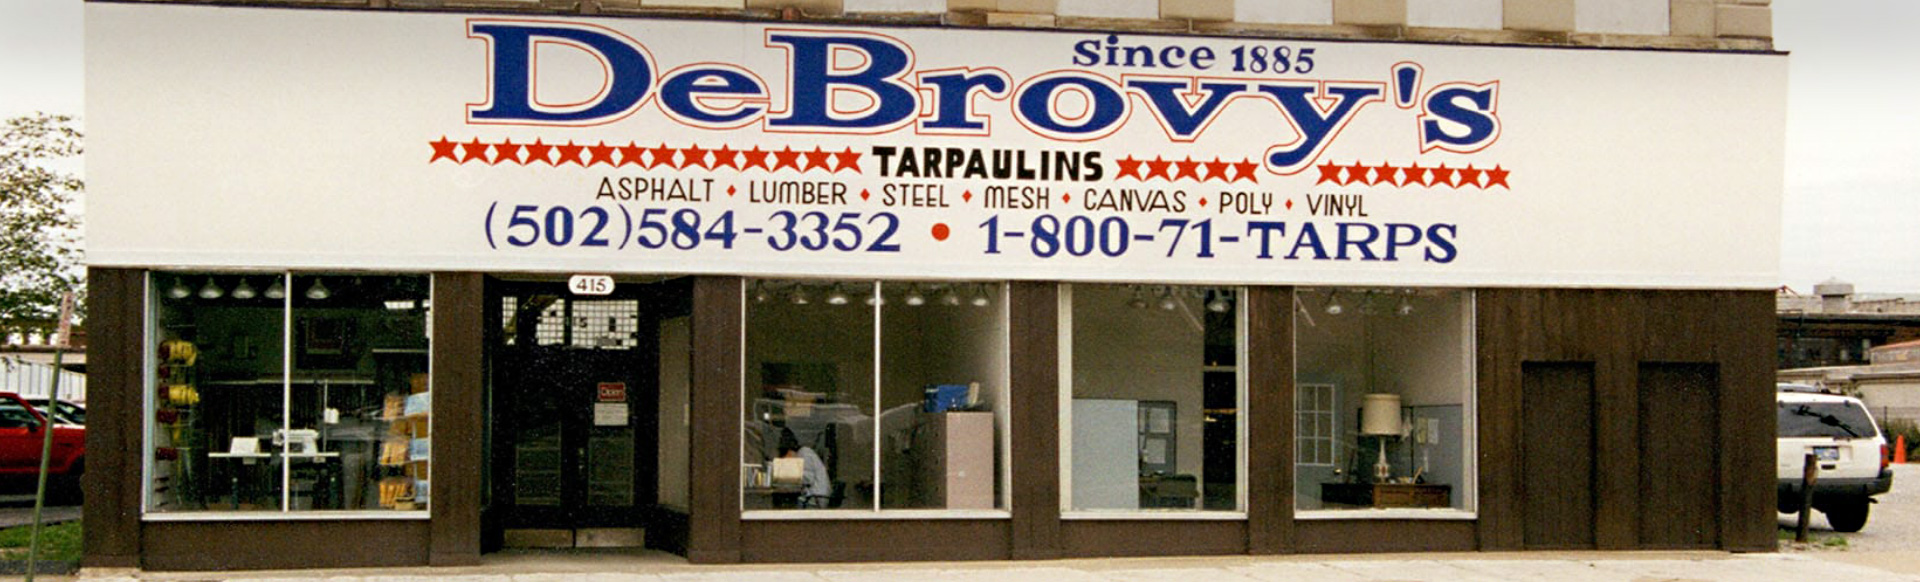 Since 1885
DeBrovy's
TARPAULINS
ASPHALT • LUMBER • STEEL • MESH • CANVAS • POLY • VINYL
(502)584-3352 • 1-800-71-TARPS
415
Open